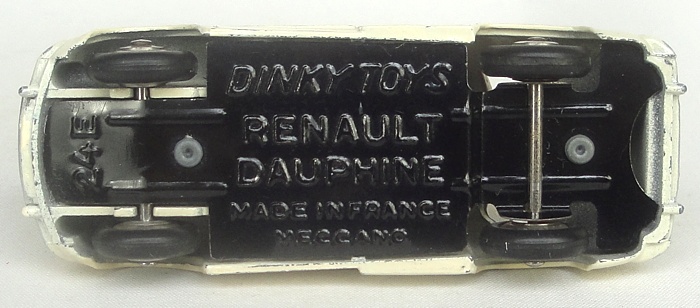 DINKY TOYS
RENAULT
DAUPHINE
MADE IN FRANCE
MECCANO
24E